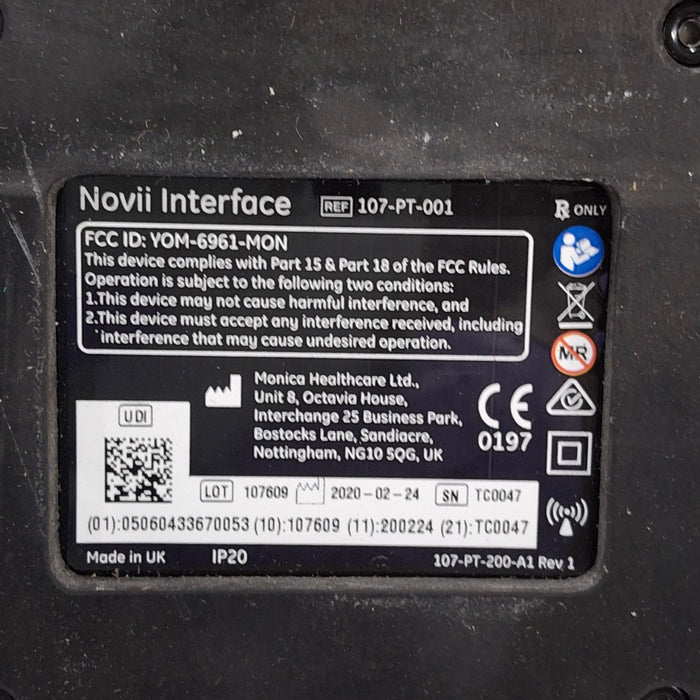 Novii Interface REF 107-PT-001 ℞ ONLY
FCC ID: YOM-6961-MON
This device complies with Part 15 & Part 18 of the FCC Rules.
Operation is subject to the following two conditions:
1.This device may not cause harmful interference, and
2.This device must accept any interference received, including
interference that may cause undesired operation.
MR
Monica Healthcare Ltd.,
Unit 8, Octavia House,
Interchange 25 Business Park,
Bostocks Lane, Sandiacre,
Nottingham, NG10 5QG, UK
CE
0197
UDI
LOT 107609 2020-02-24 SN TC0047
(01):05060433670053 (10):107609 (11):200224 (21):TC0047
Made in UK IP20 107-PT-200-A1 Rev 1